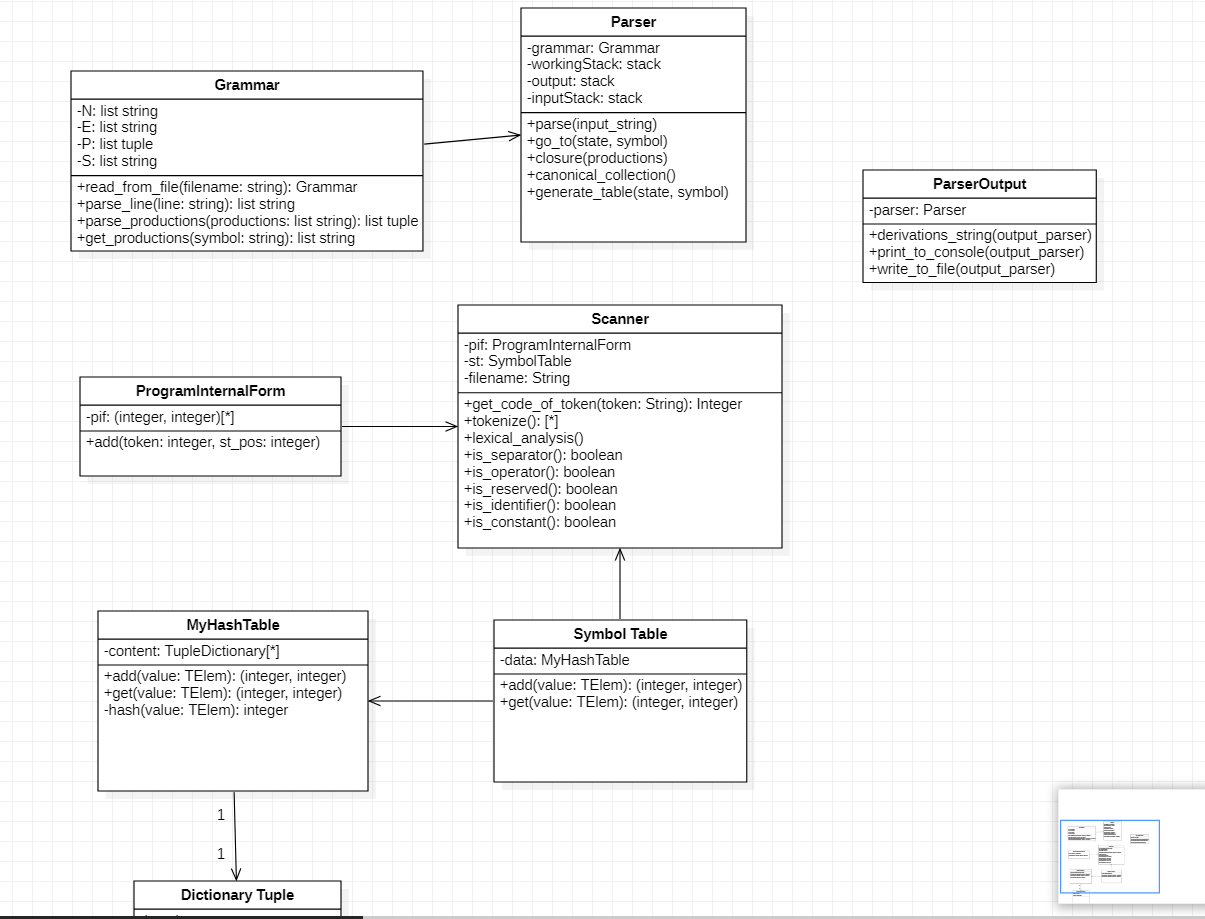 Parser
-grammar: Grammar
-workingStack: stack
-output: stack
-inputStack: stack
+parse(input_string)
+go_to(state, symbol)
+closure(productions)
+canonical_collection()
+generate_table(state, symbol)
Grammar
-N: list string
-E: list string
-P: list tuple
-S: list string
+read_from_file(filename: string): Grammar
+parse_line(line: string): list string
+parse_productions(productions: list string): list tuple
+get_productions(symbol: string): list string
ParserOutput
-parser: Parser
+derivations_string(output_parser)
+print_to_console(output_parser)
+write_to_file(output_parser)
Scanner
-pif: ProgramInternalForm
-st: SymbolTable
-filename: String
+get_code_of_token(token: String): Integer
+tokenize(): [*]
+lexical_analysis()
+is_separator(): boolean
+is_operator(): boolean
+is_reserved(): boolean
+is_identifier(): boolean
+is_constant(): boolean
ProgramInternalForm
-pif: (integer, integer)[*]
+add(token: integer, st_pos: integer)
MyHashTable
-content: TupleDictionary[*]
+add(value: TElem): (integer, integer)
+get(value: TElem): (integer, integer)
-hash(value: TElem): integer
Symbol Table
-data: MyHashTable
+add(value: TElem): (integer, integer)
+get(value: TElem): (integer, integer)
1
1
Dictionary Tuple